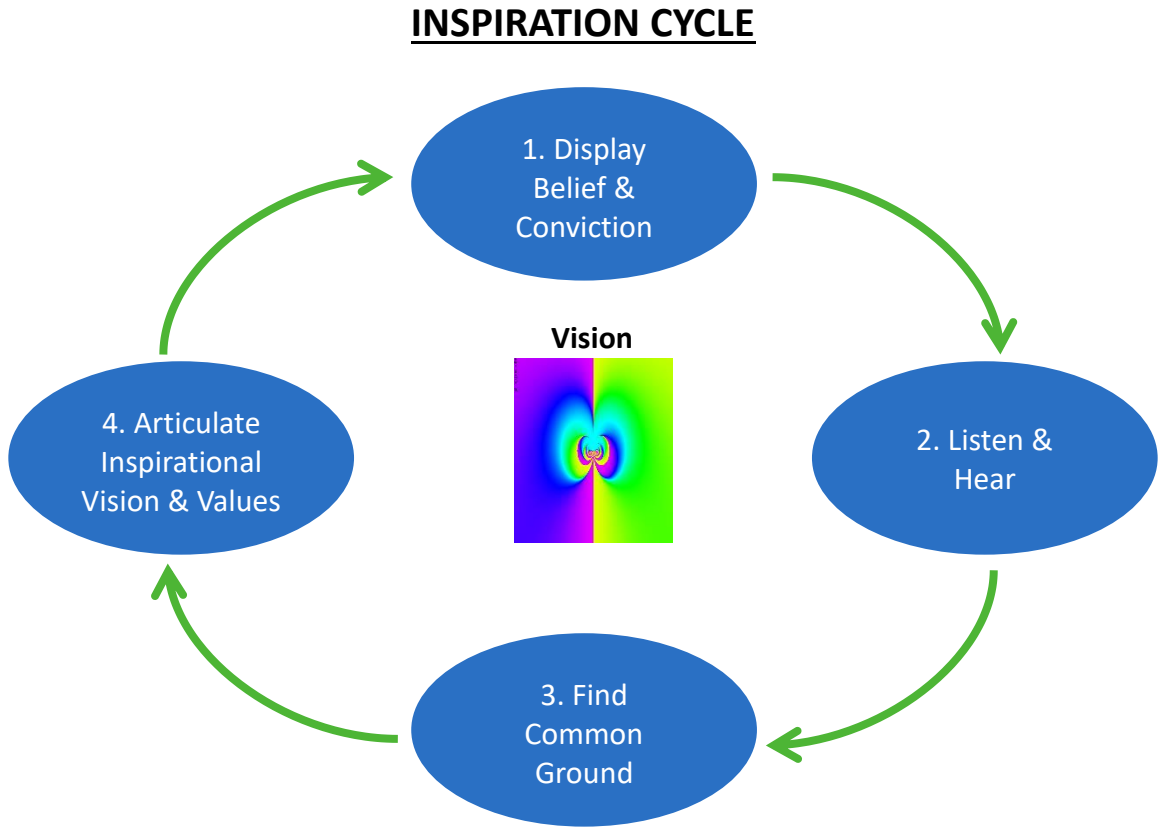 INSPIRATION CYCLE
1. Display
Belief &
Conviction
Vision
4. Articulate
Inspirational
Vision & Values
2. Listen &
Hear
3. Find
Common
Ground